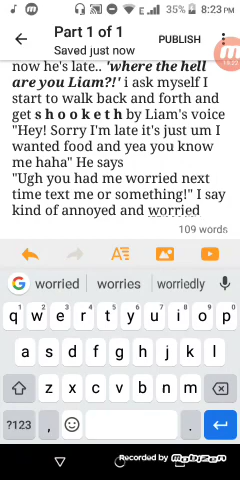 35% 8:23 PM
Part 1 of 1
Saved just now
PUBLISH
now he's late.. 'where the hell
are you Liam?!' i ask myself I
start to walk back and forth and
get s h o o k e t h by Liam's voice
"Hey! Sorry I'm late it's just um I
wanted food and yea you know
me haha" He says
"Ugh you had me worried next
time text me or something!" I say
kind of annoyed and worried
109 words
worried worries worriedly
q w e r t y u i o p
a s d f g h j k l
z x c v b n m
?123 , .
Recorded by mobizen